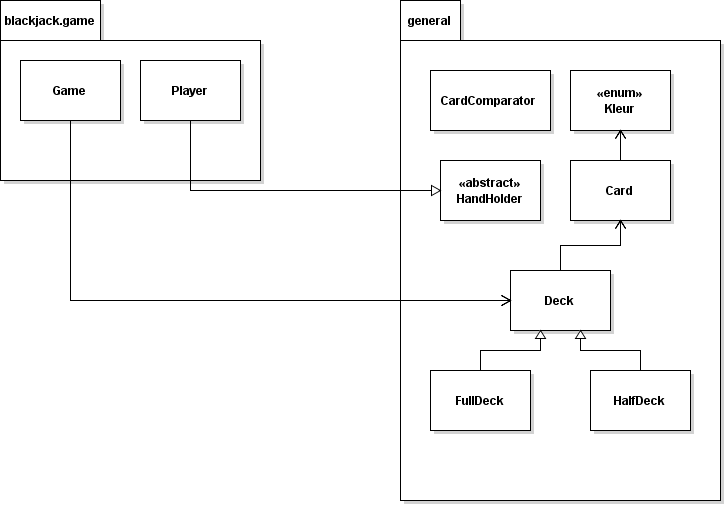 blackjack.game
general
Game
Player
CardComparator
«enum»
Kleur
«abstract»
HandHolder
Card
Deck
FullDeck
HalfDeck